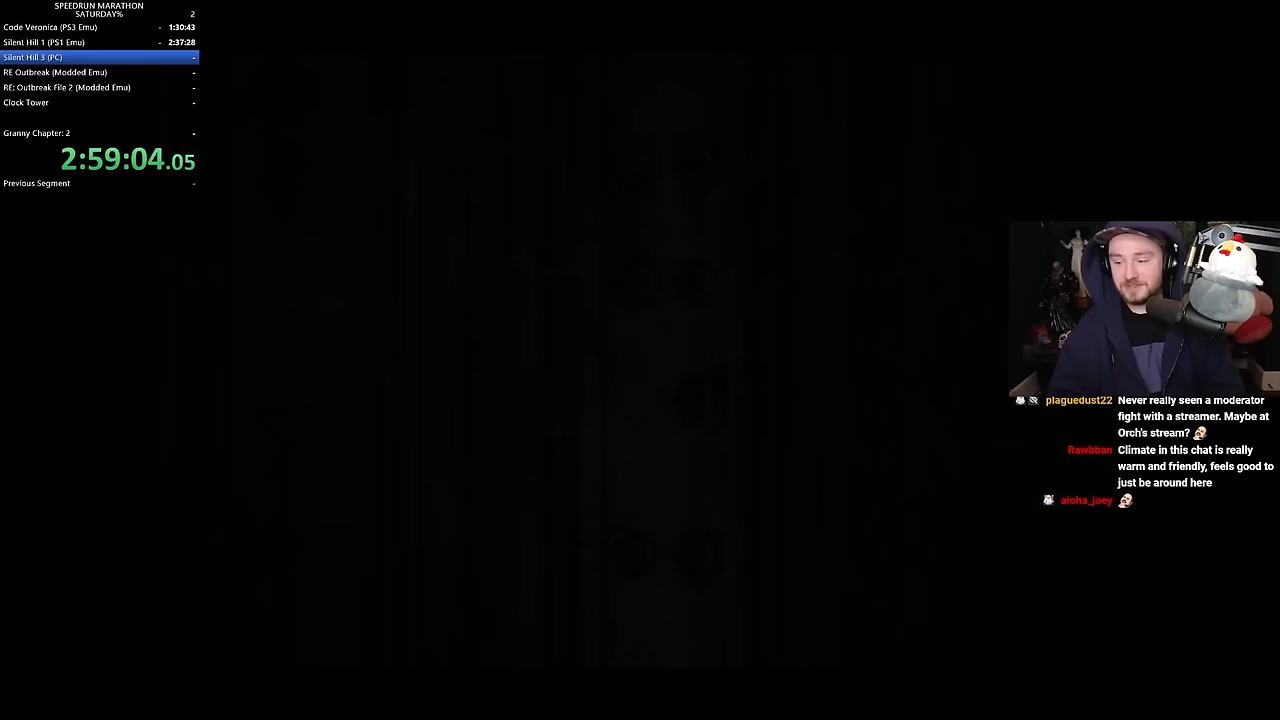 SPEEDRUN MARATHON
SATURDAY% 2
Code Veronica (PS3 Emu) - 1:30:43
Silent Hill 1 (PS1 Emu) - 2:37:28
Silent Hill 3 (PC) -
RE Outbreak (Modded Emu) -
RE: Outbreak File 2 (Modded Emu) -
Clock Tower -
Granny Chapter: 2 -
2:59:04.05
Previous Segment -
plaguedust22 Never really seen a moderator
fight with a streamer. Maybe at
Orch's stream?
Rawbban Climate in this chat is really
warm and friendly, feels good to
just be around here
aioha_joey